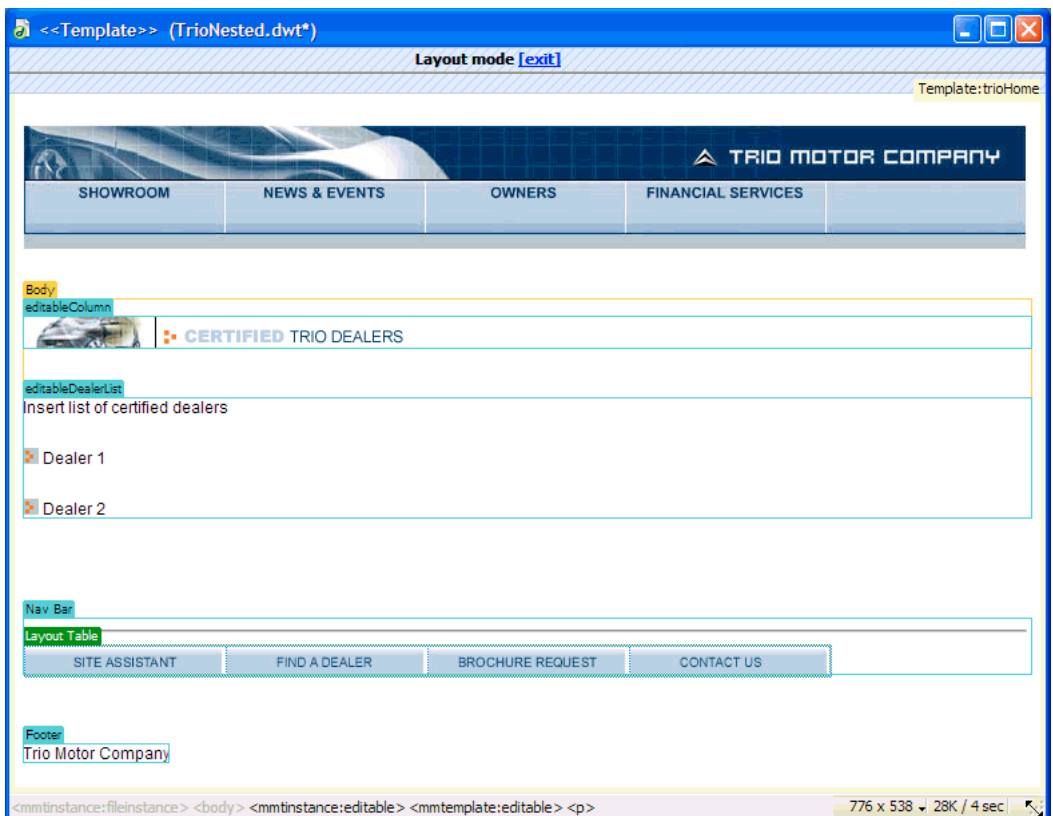 <<Template>> (TrioNested.dwt*)
Layout mode [exit]
Template:trioHome
TRIO MOTOR COMPANY
SHOWROOM NEWS & EVENTS OWNERS FINANCIAL SERVICES
Body
editableColumn
CERTIFIED TRIO DEALERS
editableDealerList
Insert list of certified dealers
Dealer 1
Dealer 2
Nav Bar
Layout Table
SITE ASSISTANT FIND A DEALER BROCHURE REQUEST CONTACT US
Footer
Trio Motor Company
<mmtinstance:fileinstance> <body> <mmtinstance:editable> <mmtemplate:editable> <p> 776 x 538 28K / 4 sec